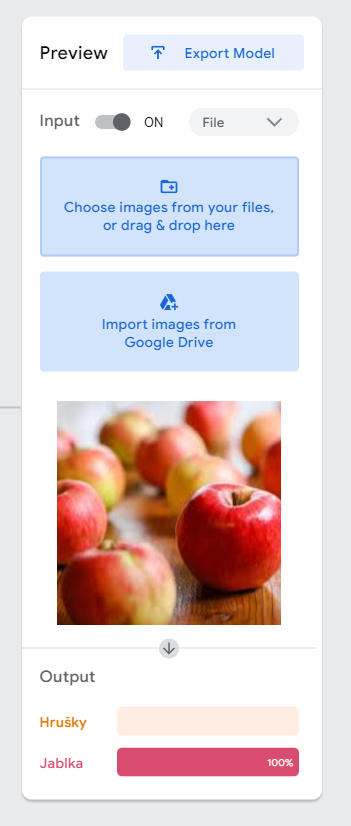 Preview
Export Model
Input
ON
File
Choose images from your files,
or drag & drop here
Import images from
Google Drive
Output
Hrušky
Jablka
100%